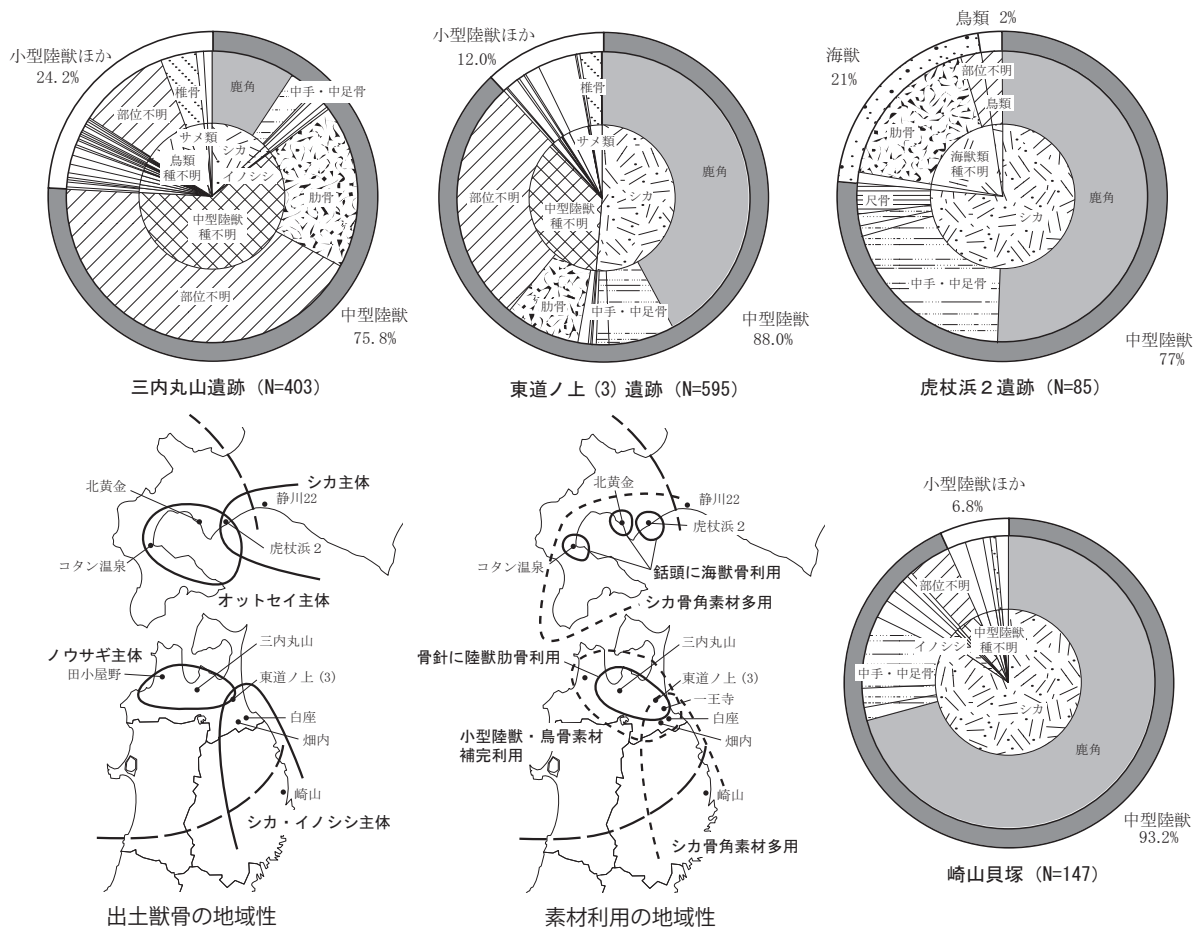 小型陸獣ほか
24.2%
椎骨
鹿角
中手・中足骨
部位不明
サメ類
シカ
鳥類
種不明
イノシシ
肋骨
中型陸獣
種不明
部位不明
中型陸獣
75.8%
三内丸山遺跡（N=403）
小型陸獣ほか
12.0%
椎骨
サメ類
鹿角
シカ
部位不明
中型陸獣
種不明
肋骨
中手・中足骨
中型陸獣
88.0%
東道ノ上（3）遺跡（N=595）
鳥類 2%
海獣
21%
部位不明
鳥類
肋骨
海獣類
種不明
尺骨
シカ
鹿角
中手・中足骨
中型陸獣
77%
虎杖浜２遺跡（N=85）
北黄金
シカ主体
静川22
虎杖浜２
コタン温泉
オットセイ主体
ノウサギ主体
三内丸山
田小屋野
東道ノ上（3）
白座
畑内
崎山
シカ・イノシシ主体
出土獣骨の地域性
北黄金
静川22
虎杖浜２
コタン温泉
銛頭に海獣骨利用
シカ骨角素材多用
三内丸山
骨針に陸獣肋骨利用
東道ノ上（3）
一王寺
白座
小型陸獣・鳥骨素材
補完利用
畑内
崎山
シカ骨角素材多用
素材利用の地域性
小型陸獣ほか
6.8%
部位不明
中型陸獣
種不明
イノシシ
中手・中足骨
シカ
鹿角
中型陸獣
93.2%
崎山貝塚（N=147）